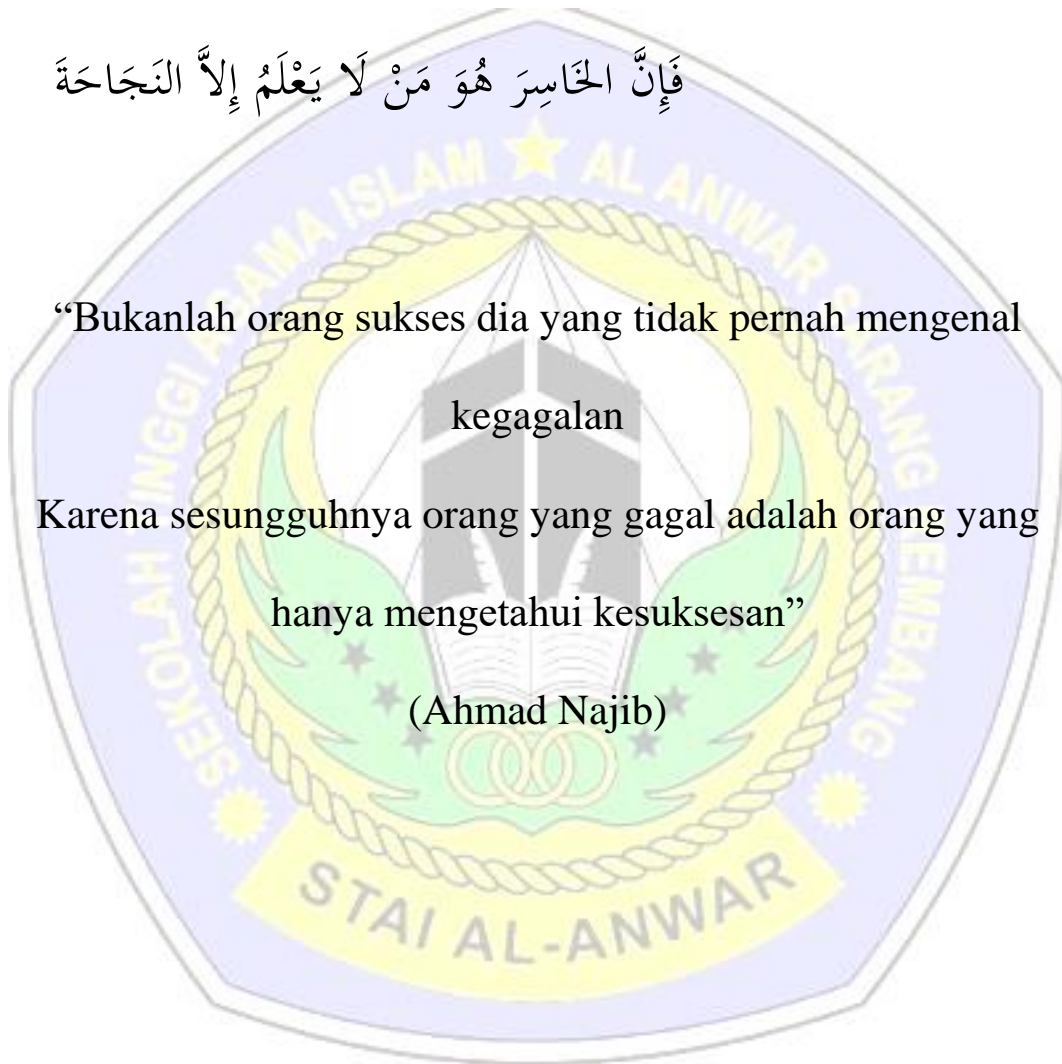 فَإِنَّ الخَاسِرَ هُوَ مَنْ لَا يَعْلَمُ إِلاَّ النَجَاحَةَ
“Bukanlah orang sukses dia yang tidak pernah mengenal
kegagalan
Karena sesungguhnya orang yang gagal adalah orang yang
hanya mengetahui kesuksesan”
(Ahmad Najib)
SEKOLAH TINGGI AGAMA ISLAM AL ANWAR SARANG REMBANG
STAI AL-ANWAR